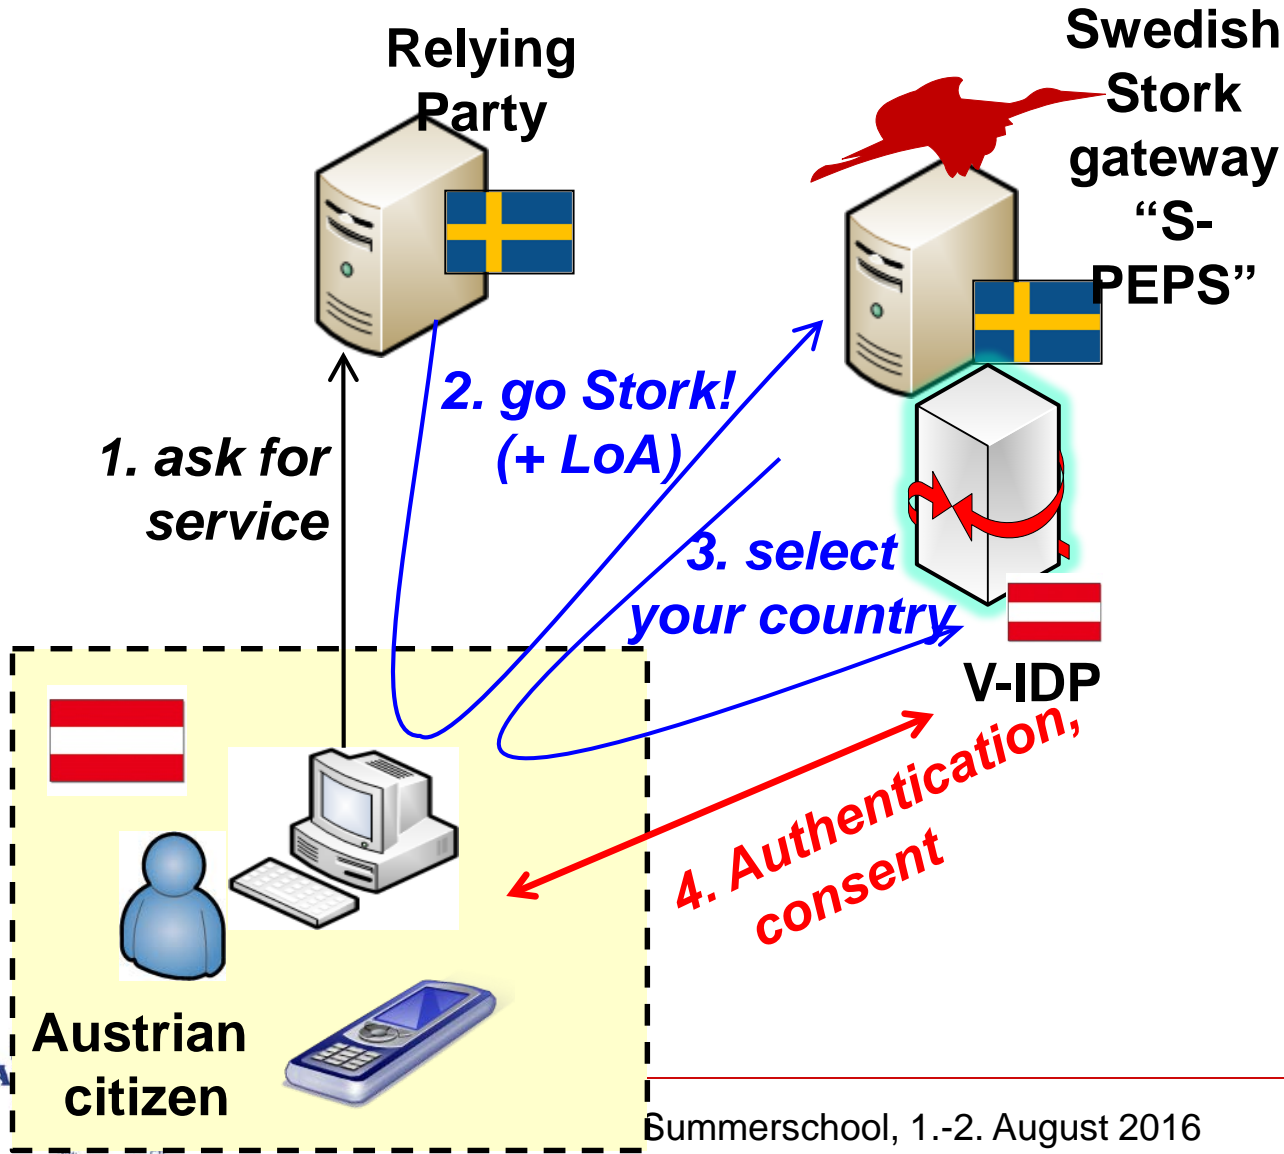 Relying
Party
Swedish
Stork
gateway
“S-
PEPS”
2. go Stork!
(+ LoA)
1. ask for
service
3. select
your country
V-IDP
4. Authentication,
consent
Austrian
citizen
Summerschool, 1.-2. August 2016